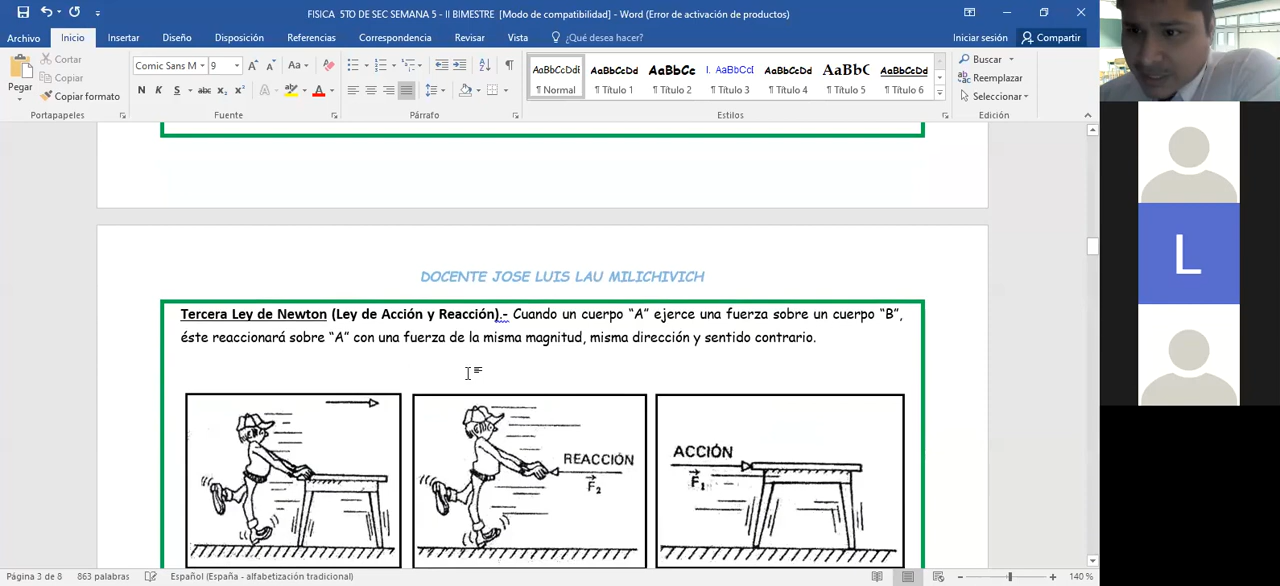 FISICA 5TO DE SEC SEMANA 5 - II BIMESTRE [Modo de compatibilidad] - Word (Error de activación de productos)
Archivo Inicio Insertar Diseño Disposición Referencias Correspondencia Revisar Vista ¿Qué desea hacer? Iniciar sesión Compartir
Pegar
Cortar
Copiar
Copiar formato
Portapapeles
Comic Sans M 9
Aa
N K S abc x₂ x² A A
Fuente
Párrafo
AaBbCcDdE AaBbCcDd AaBbCc I. AaBbCcI AaBbCcDd AaBbC AaBbCcDd
¶ Normal ¶ Título 1 ¶ Título 2 ¶ Título 3 ¶ Título 4 ¶ Título 5 ¶ Título 6
Estilos
Buscar
Reemplazar
Seleccionar
Edición
DOCENTE JOSE LUIS LAU MILICHIVICH
Tercera Ley de Newton (Ley de Acción y Reacción).- Cuando un cuerpo “A” ejerce una fuerza sobre un cuerpo “B”,
éste reaccionará sobre “A” con una fuerza de la misma magnitud, misma dirección y sentido contrario.
REACCIÓN
F₂
ACCIÓN
F₁
L
Página 3 de 8 863 palabras Español (España - alfabetización tradicional) 140 %